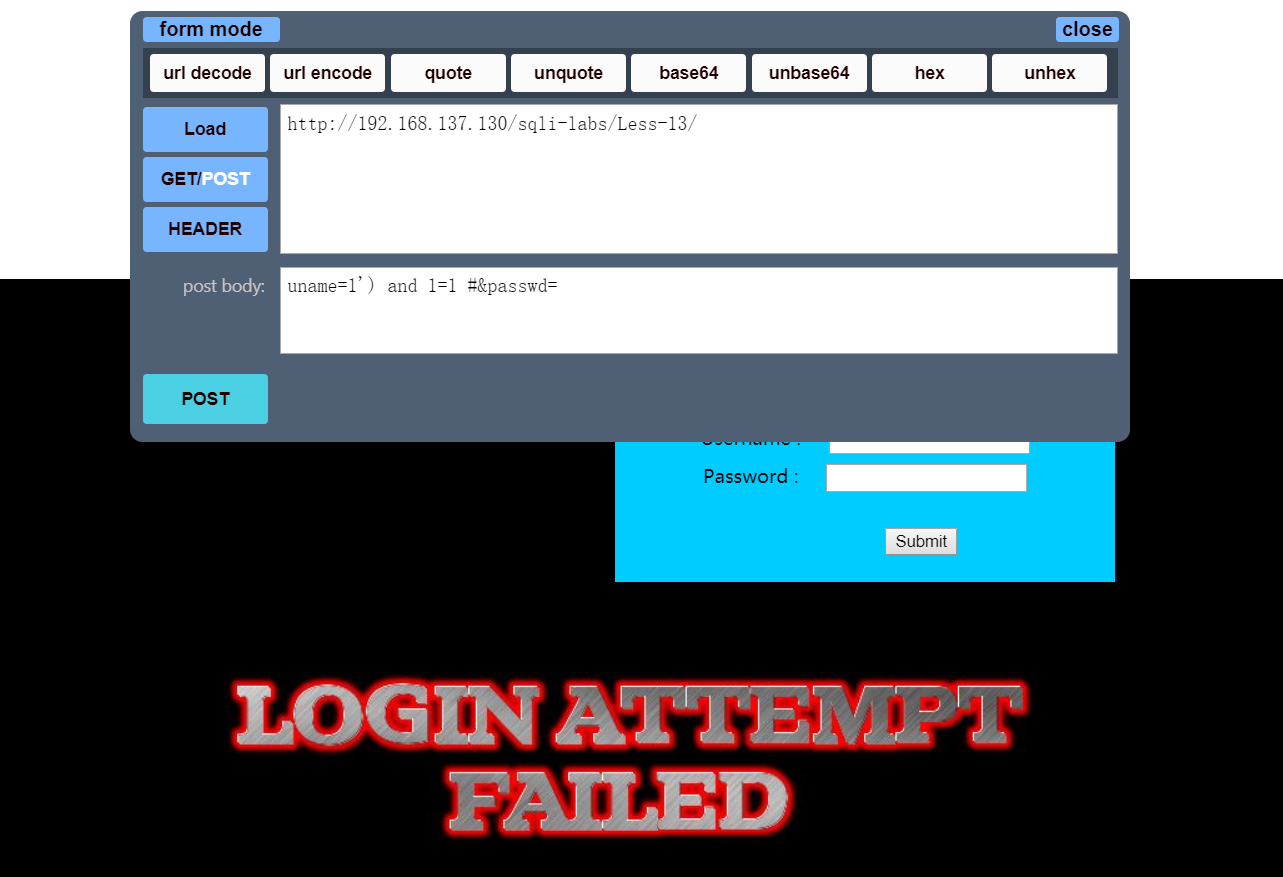 form mode
close
url decode
url encode
quote
unquote
base64
unbase64
hex
unhex
Load
http://192.168.137.130/sqli-labs/Less-13/
GET/POST
HEADER
post body:
uname=1') and 1=1 #&passwd=
POST
Username :
Password :
Submit
LOGIN ATTEMPT
FAILED